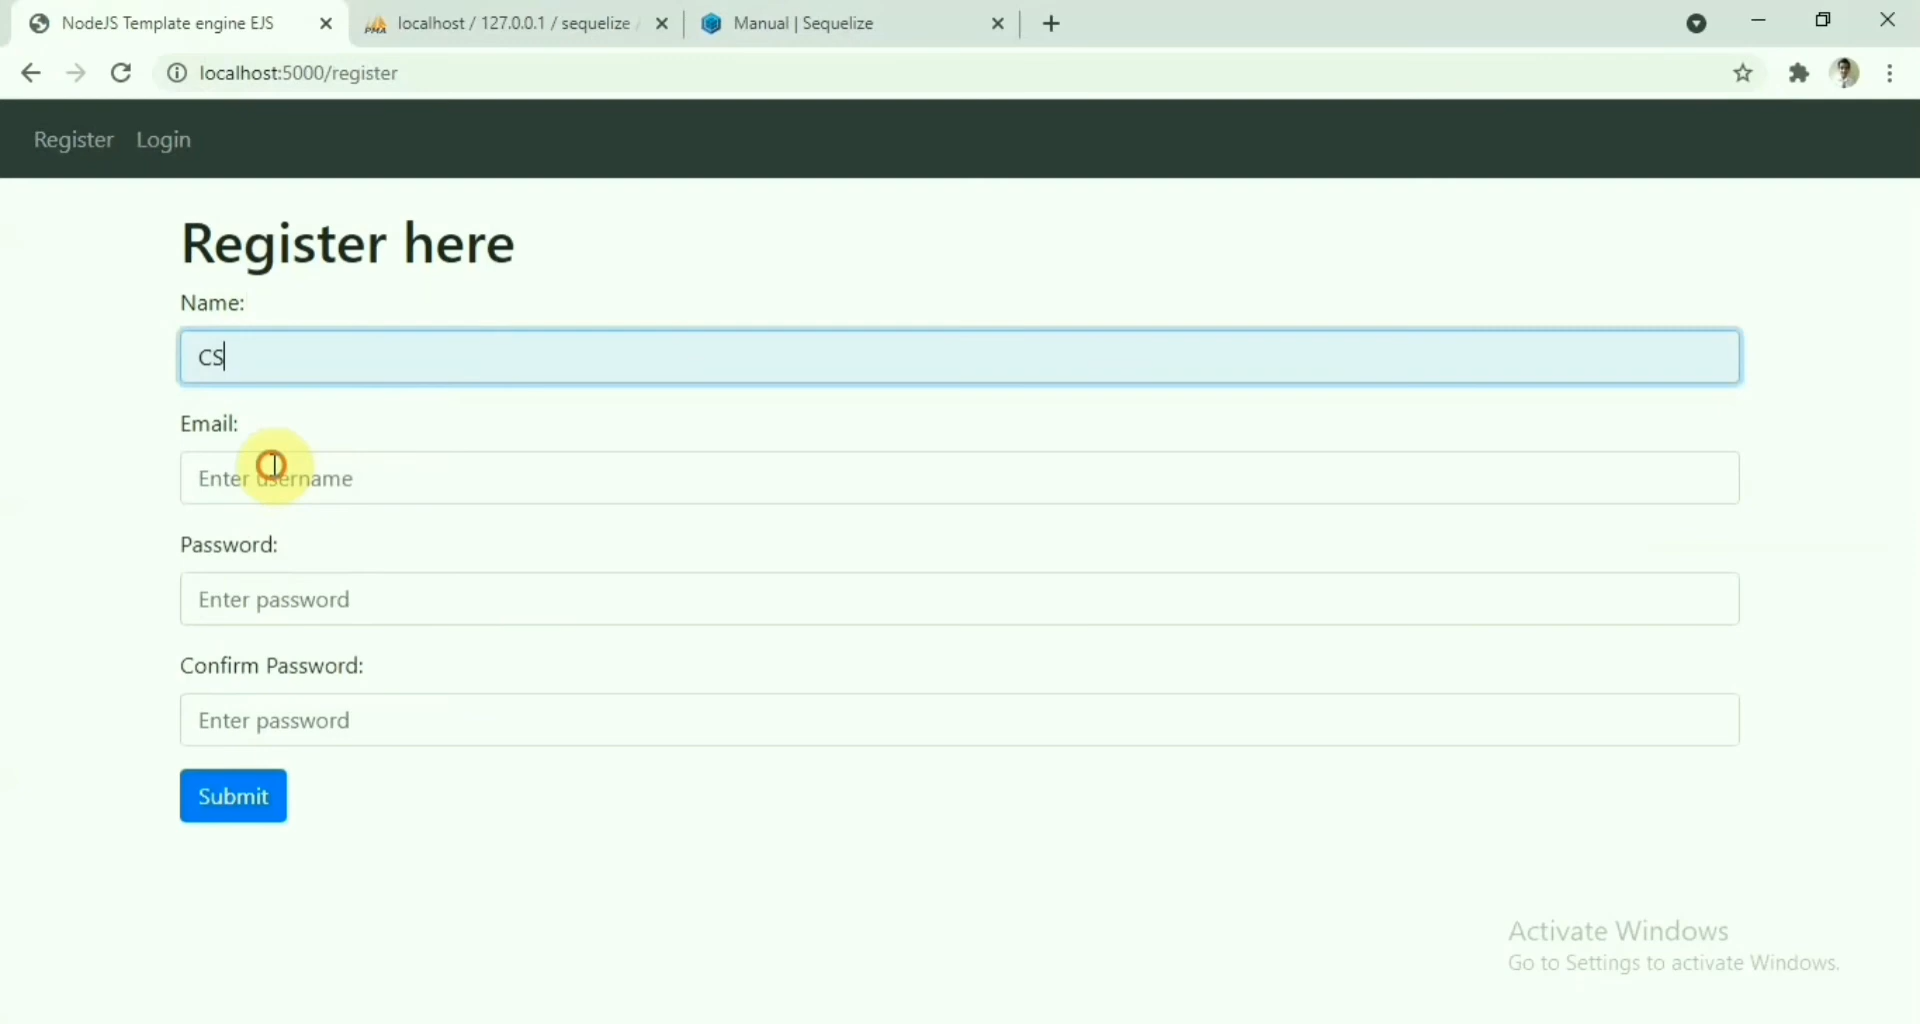 NodeJS Template engine EJS
localhost / 127.0.0.1 / sequelize /
Manual | Sequelize
localhost:5000/register
Register Login
Register here
Name:
CS
Email:
Enter username
Password:
Enter password
Confirm Password:
Enter password
Submit
Activate Windows
Go to Settings to activate Windows.